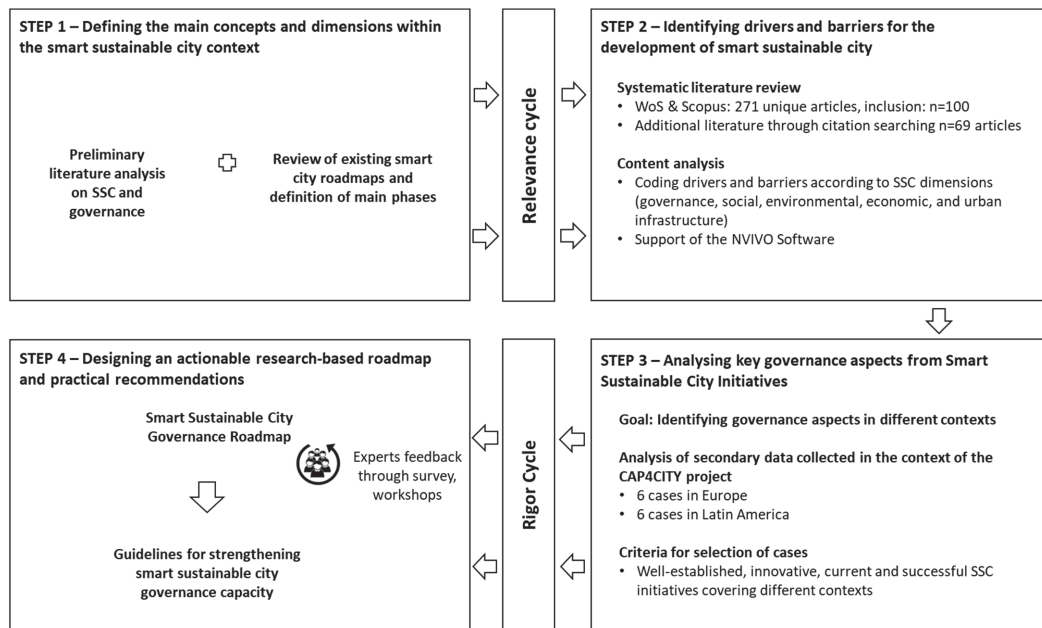 STEP 1 – Defining the main concepts and dimensions within
the smart sustainable city context
Preliminary
literature analysis
on SSC and
governance
Review of existing smart
city roadmaps and
definition of main phases
Relevance cycle
STEP 2 – Identifying drivers and barriers for the
development of smart sustainable city
Systematic literature review
• WoS & Scopus: 271 unique articles, inclusion: n=100
• Additional literature through citation searching n=69 articles
Content analysis
• Coding drivers and barriers according to SSC dimensions
(governance, social, environmental, economic, and urban
infrastructure)
• Support of the NVIVO Software
STEP 3 – Analysing key governance aspects from Smart
Sustainable City Initiatives
Goal: Identifying governance aspects in different contexts
Analysis of secondary data collected in the context of the
CAP4CITY project
• 6 cases in Europe
• 6 cases in Latin America
Criteria for selection of cases
• Well-established, innovative, current and successful SSC
initiatives covering different contexts
Rigor Cycle
STEP 4 – Designing an actionable research-based roadmap
and practical recommendations
Smart Sustainable City
Governance Roadmap
Experts feedback
through survey,
workshops
Guidelines for strengthening
smart sustainable city
governance capacity